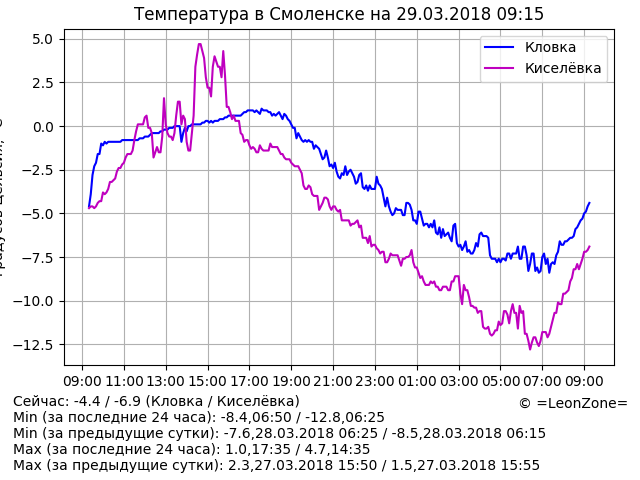 Температура в Смоленске на 29.03.2018 09:15
Кловка
Киселёвка
5.0
2.5
0.0
−2.5
−5.0
−7.5
−10.0
−12.5
09:00 11:00 13:00 15:00 17:00 19:00 21:00 23:00 01:00 03:00 05:00 07:00 09:00
Сейчас: -4.4 / -6.9 (Кловка / Киселёвка)
© =LeonZone=
Min (за последние 24 часа): -8.4,06:50 / -12.8,06:25
Min (за предыдущие сутки): -7.6,28.03.2018 06:25 / -8.5,28.03.2018 06:15
Max (за последние 24 часа): 1.0,17:35 / 4.7,14:35
Max (за предыдущие сутки): 2.3,27.03.2018 15:50 / 1.5,27.03.2018 15:55